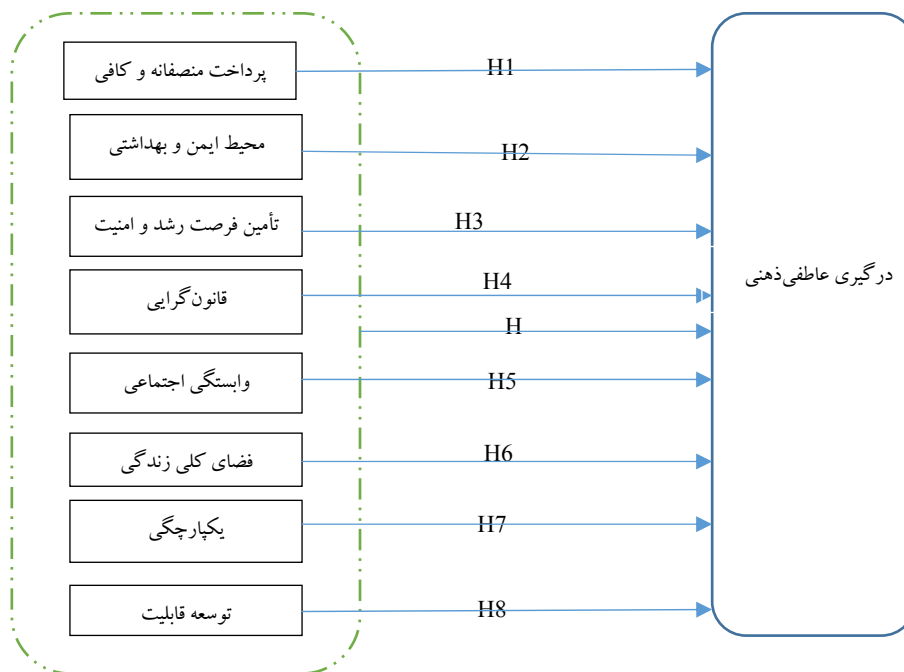 پرداخت منصفانه و کافی
H1
محیط ایمن و بهداشتی
H2
تأمین فرصت رشد و امنیت
H3
درگیری عاطفی‌ذهنی
قانون‌گرایی
H4
H
وابستگی اجتماعی
H5
فضای کلی زندگی
H6
یکپارچگی
H7
توسعه قابلیت
H8